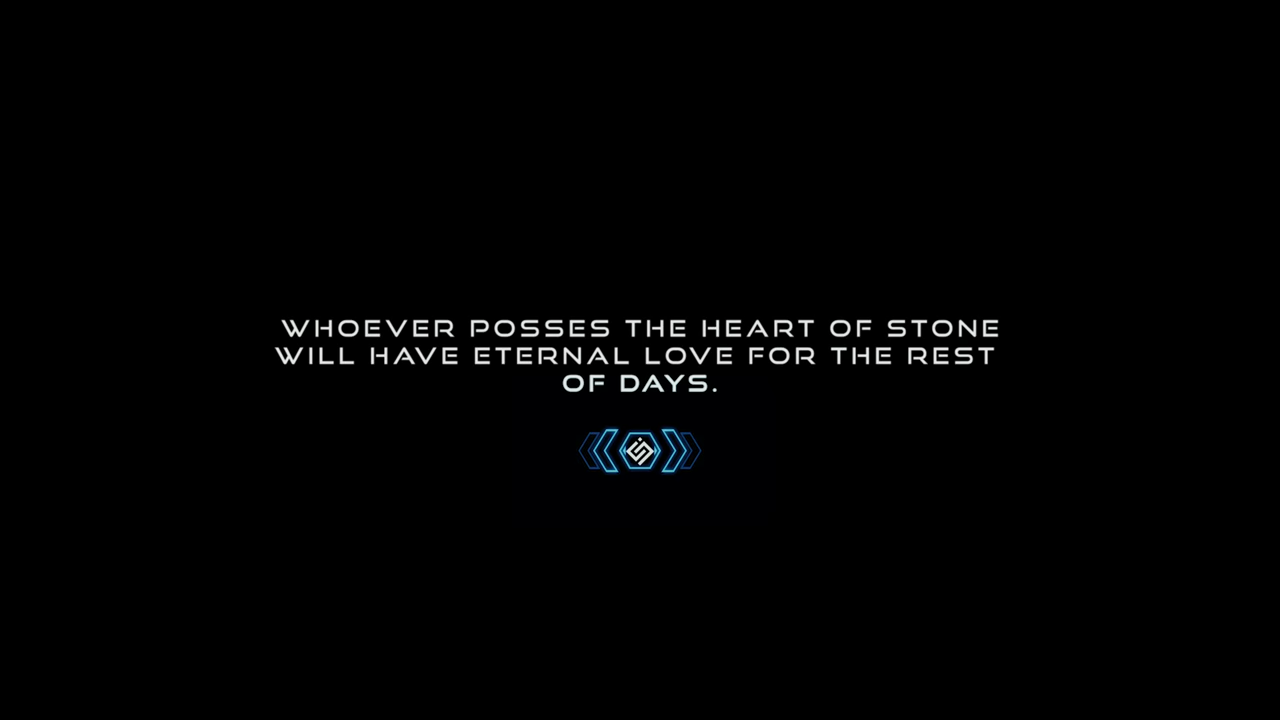 WHOEVER POSSES THE HEART OF STONE
WILL HAVE ETERNAL LOVE FOR THE REST
OF DAYS.